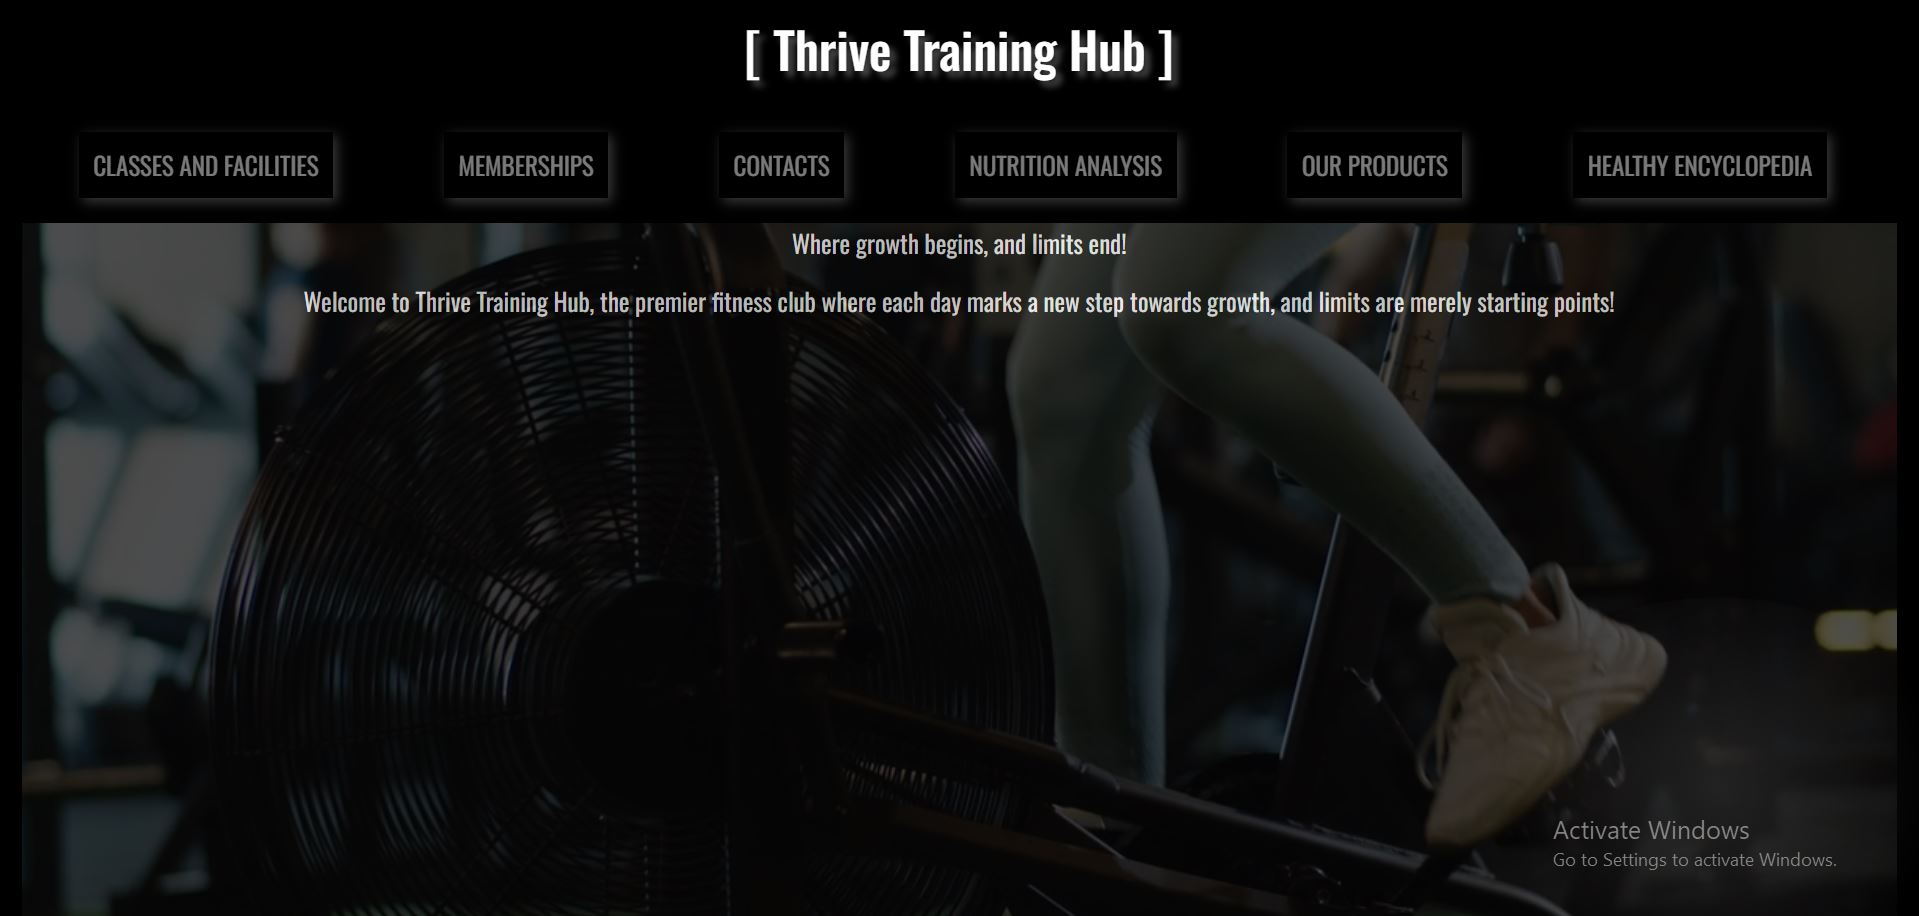 [ Thrive Training Hub ]
CLASSES AND FACILITIES
MEMBERSHIPS
CONTACTS
NUTRITION ANALYSIS
OUR PRODUCTS
HEALTHY ENCYCLOPEDIA
Where growth begins, and limits end!
Welcome to Thrive Training Hub, the premier fitness club where each day marks a new step towards growth, and limits are merely starting points!
Activate Windows
Go to Settings to activate Windows.